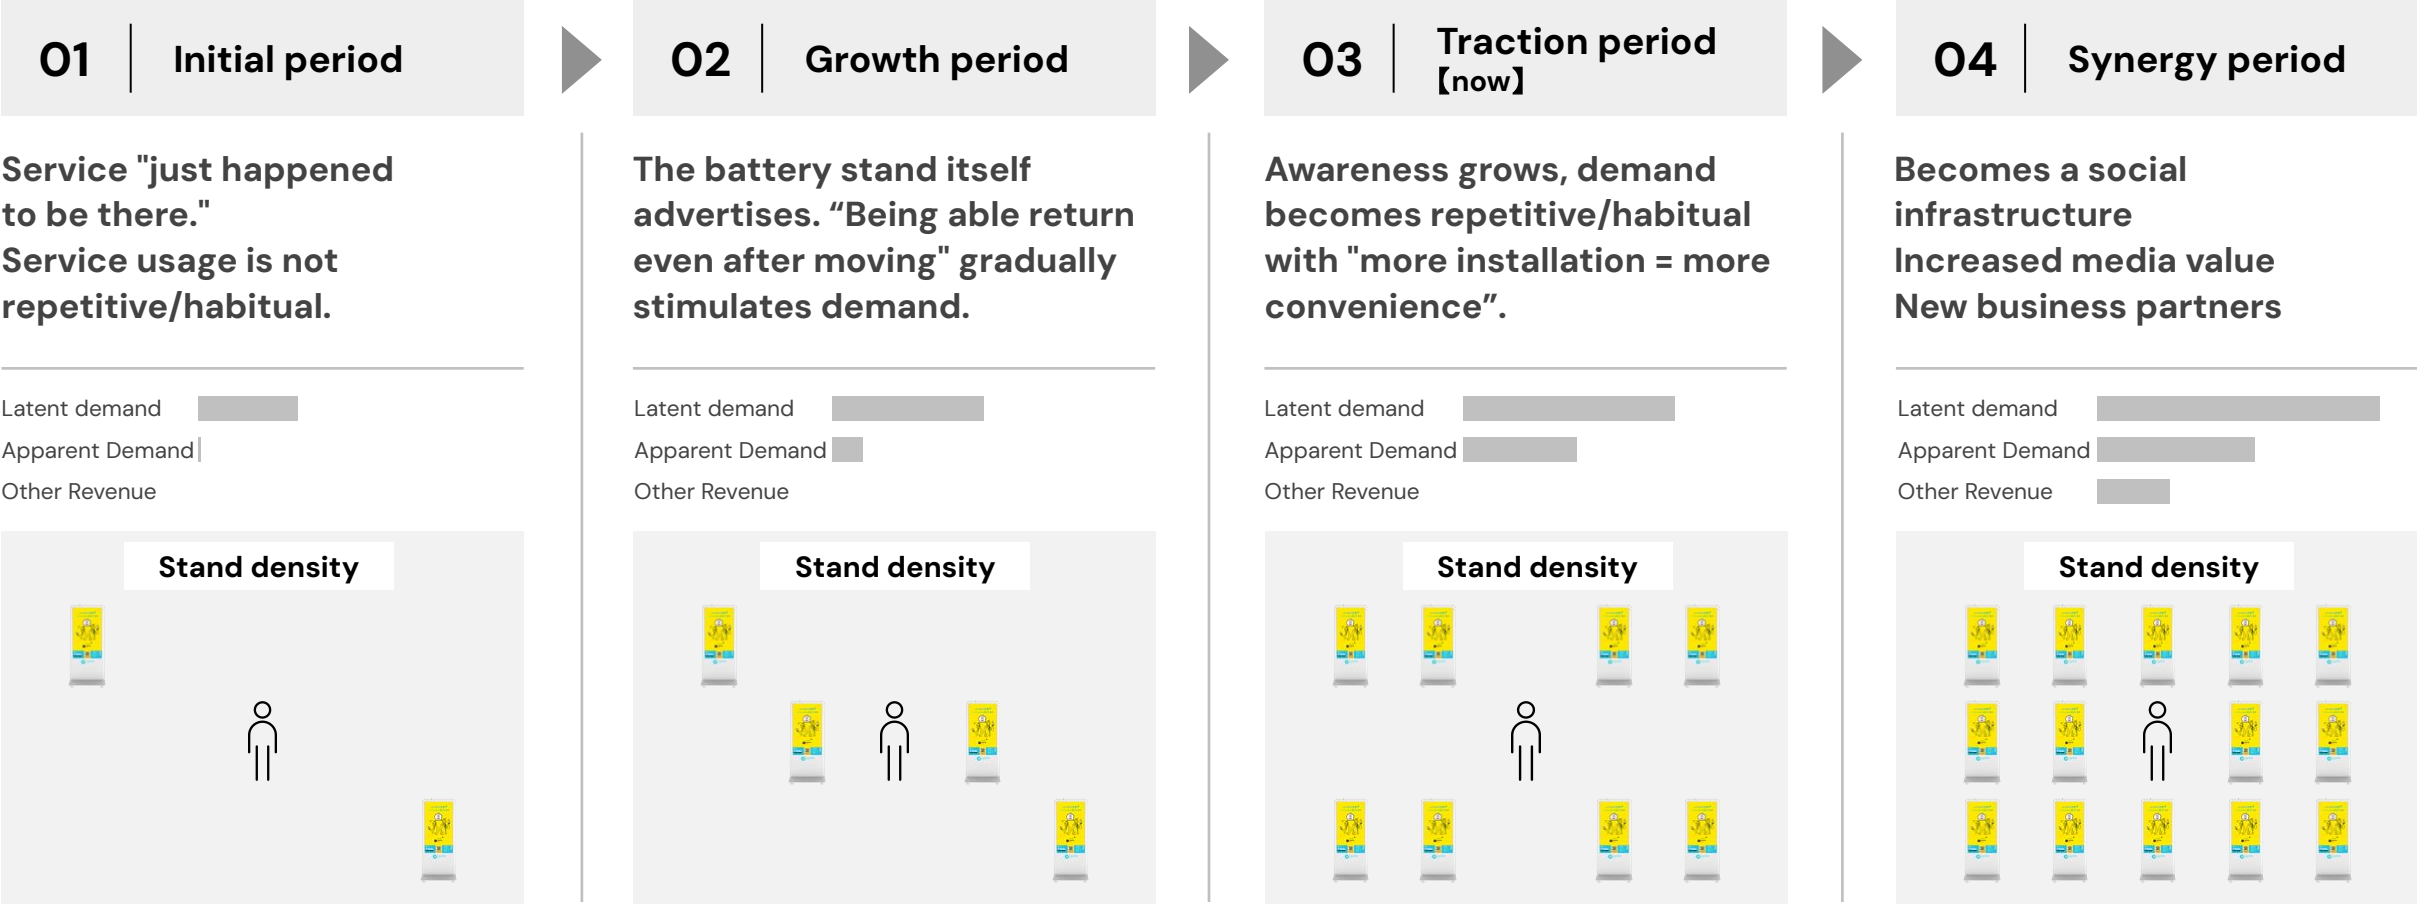 01
Initial period
Service "just happened
to be there."
Service usage is not
repetitive/habitual.
Latent demand
Apparent Demand
Other Revenue
Stand density
02
Growth period
The battery stand itself
advertises. “Being able return
even after moving" gradually
stimulates demand.
Latent demand
Apparent Demand
Other Revenue
Stand density
03
Traction period
【now】
Awareness grows, demand
becomes repetitive/habitual
with "more installation = more
convenience”.
Latent demand
Apparent Demand
Other Revenue
Stand density
04
Synergy period
Becomes a social
infrastructure
Increased media value
New business partners
Latent demand
Apparent Demand
Other Revenue
Stand density